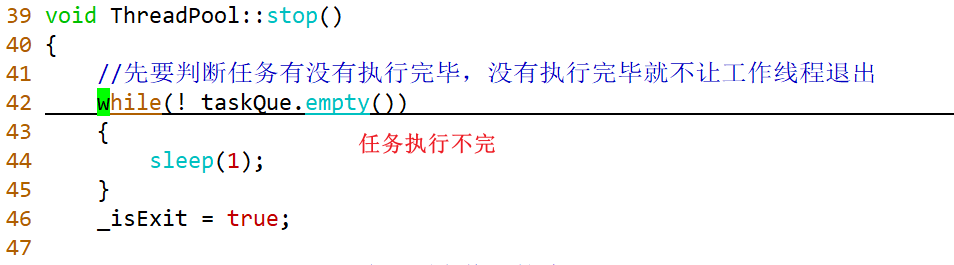 39 void ThreadPool::stop()
40 {
41     //先要判断任务有没有执行完毕，没有执行完毕就不让工作线程退出
42     while(! taskQue.empty())
43     {
任务执行不完
44         sleep(1);
45     }
46     _isExit = true;
47